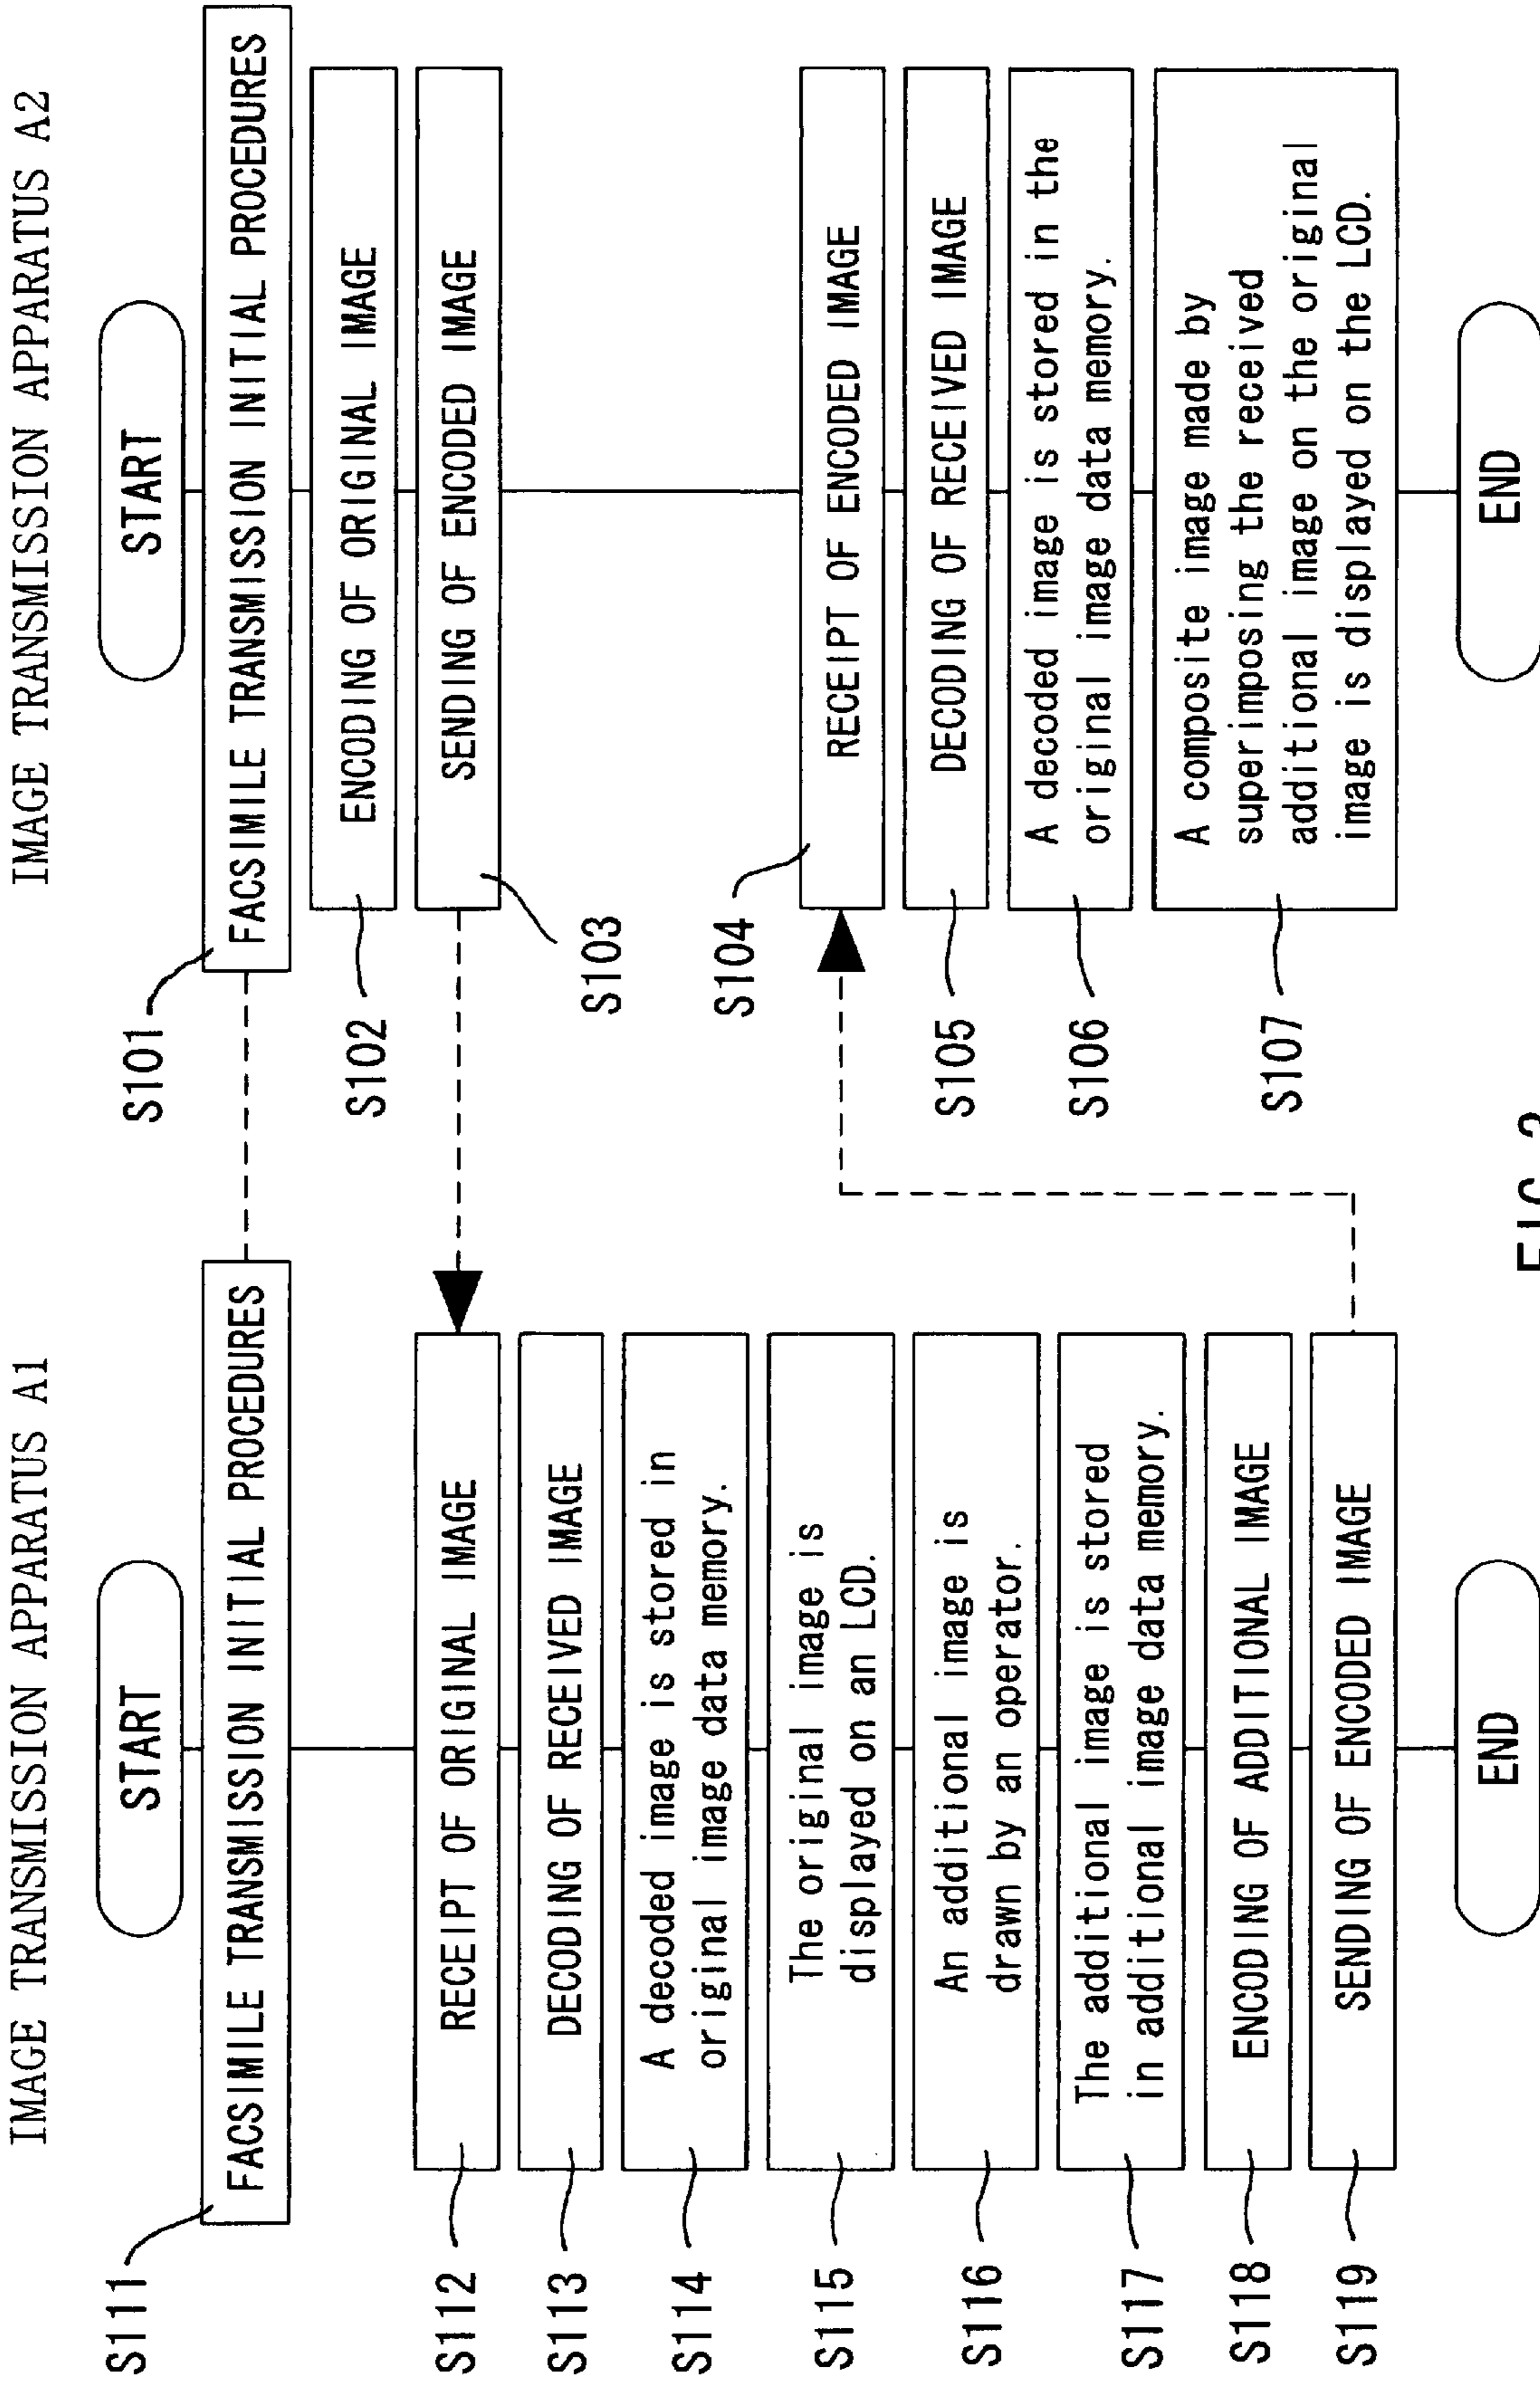 IMAGE TRANSMISSION APPARATUS A1
START
S111
FACSIMILE TRANSMISSION INITIAL PROCEDURES
S112
RECEIPT OF ORIGINAL IMAGE
S113
DECODING OF RECEIVED IMAGE
S114
A decoded image is stored in
original image data memory.
S115
The original image is
displayed on an LCD.
S116
An additional image is
drawn by an operator.
S117
The additional image is stored
in additional image data memory.
S118
ENCODING OF ADDITIONAL IMAGE
S119
SENDING OF ENCODED IMAGE
END
IMAGE TRANSMISSION APPARATUS A2
START
S101
FACSIMILE TRANSMISSION INITIAL PROCEDURES
S102
ENCODING OF ORIGINAL IMAGE
S103
SENDING OF ENCODED IMAGE
S104
RECEIPT OF ENCODED IMAGE
S105
DECODING OF RECEIVED IMAGE
S106
A decoded image is stored in the
original image data memory.
S107
A composite image made by
superimposing the received
additional image on the original
image is displayed on the LCD.
END